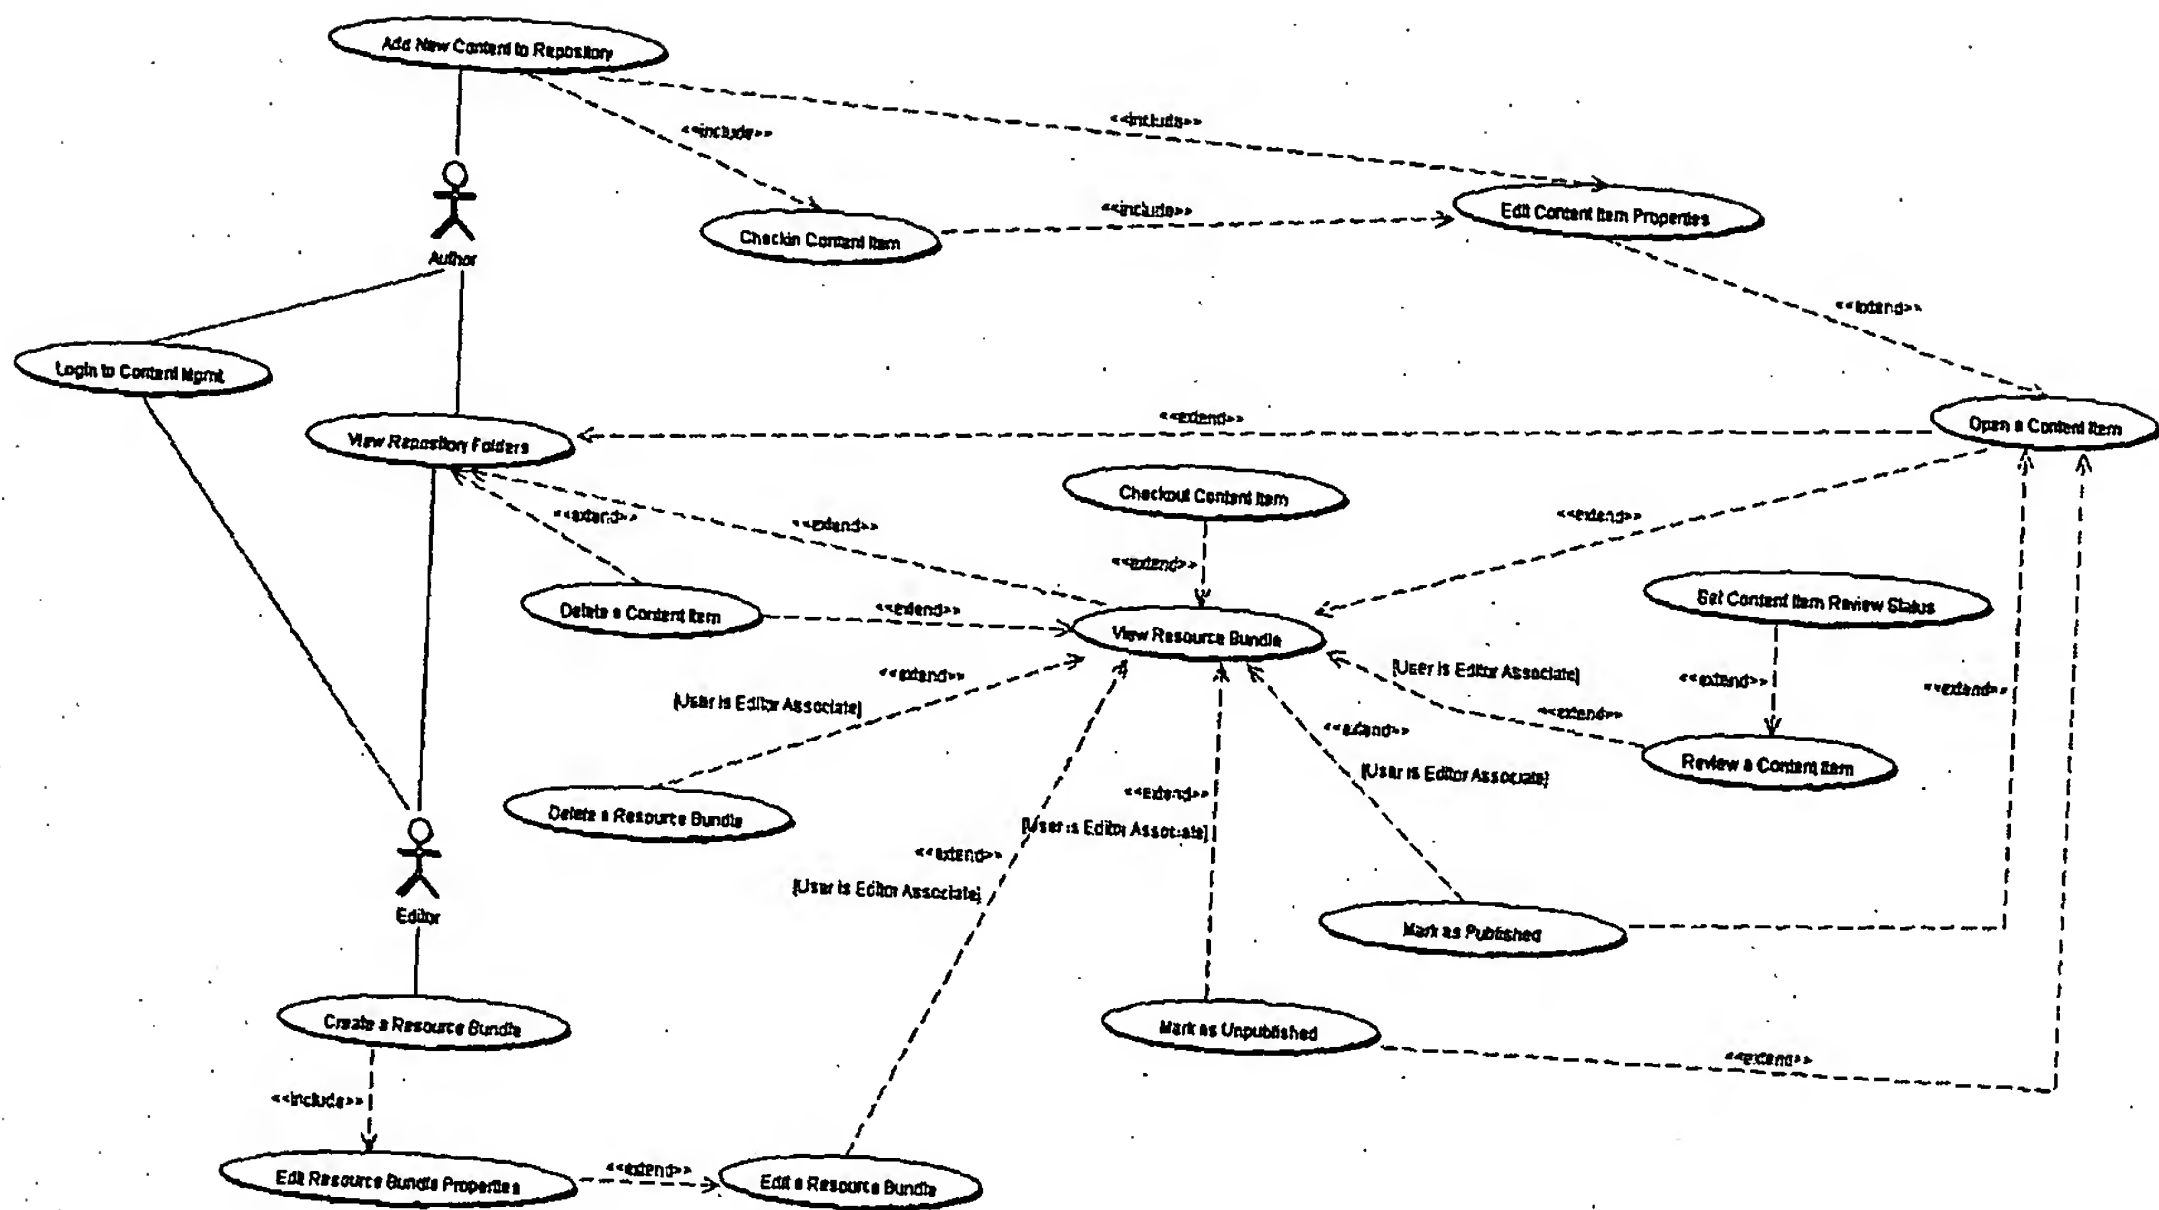 Add New Content to Repository
<<include>>
<<include>>
Checkin Content Item
<<include>>
Edit Content Item Properties
Author
<<extend>>
Login to Content Mgmt.
View Repository Folders
<<extend>>
Open a Content Item
Checkout Content Item
<<extend>>
<<extend>>
<<extend>>
<<extend>>
Delete a Content Item
<<extend>>
View Resource Bundle
Set Content Item Review Status
<<extend>>
[User is Editor Associate]
[User is Editor Associate]
<<extend>>
<<extend>>
<<extend>>
<<extend>>
[User is Editor Associate]
Review a Content Item
Delete a Resource Bundle
<<extend>>
[User is Editor Associate]
<<extend>>
[User is Editor Associate]
Editor
Mark as Published
Create a Resource Bundle
Mark as Unpublished
<<extend>>
<<include>>
Edit Resource Bundle Properties
<<extend>>
Edit a Resource Bundle